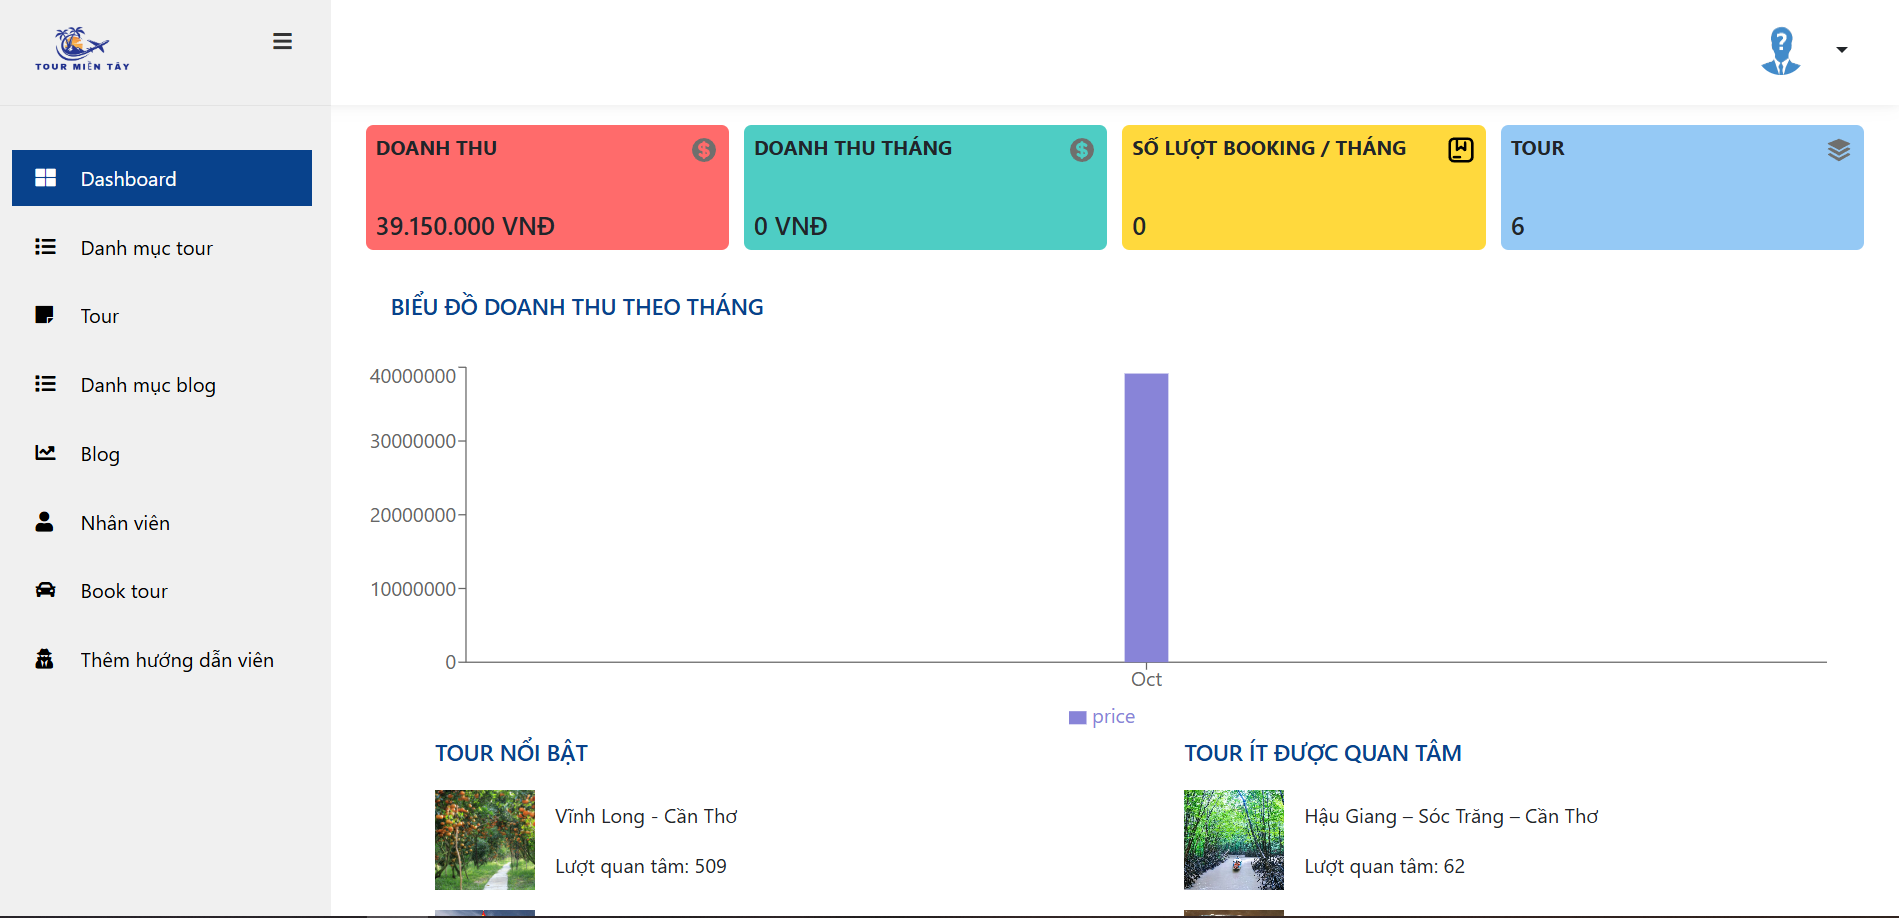 TOUR MIỀN TÂY
Dashboard
Danh mục tour
Tour
Danh mục blog
Blog
Nhân viên
Book tour
Thêm hướng dẫn viên
DOANH THU
39.150.000 VNĐ
DOANH THU THÁNG
0 VNĐ
SỐ LƯỢT BOOKING / THÁNG
0
TOUR
6
BIỂU ĐỒ DOANH THU THEO THÁNG
40000000
30000000
20000000
10000000
0
Oct
price
TOUR NỔI BẬT
Vĩnh Long - Cần Thơ
Lượt quan tâm: 509
TOUR ÍT ĐƯỢC QUAN TÂM
Hậu Giang – Sóc Trăng – Cần Thơ
Lượt quan tâm: 62